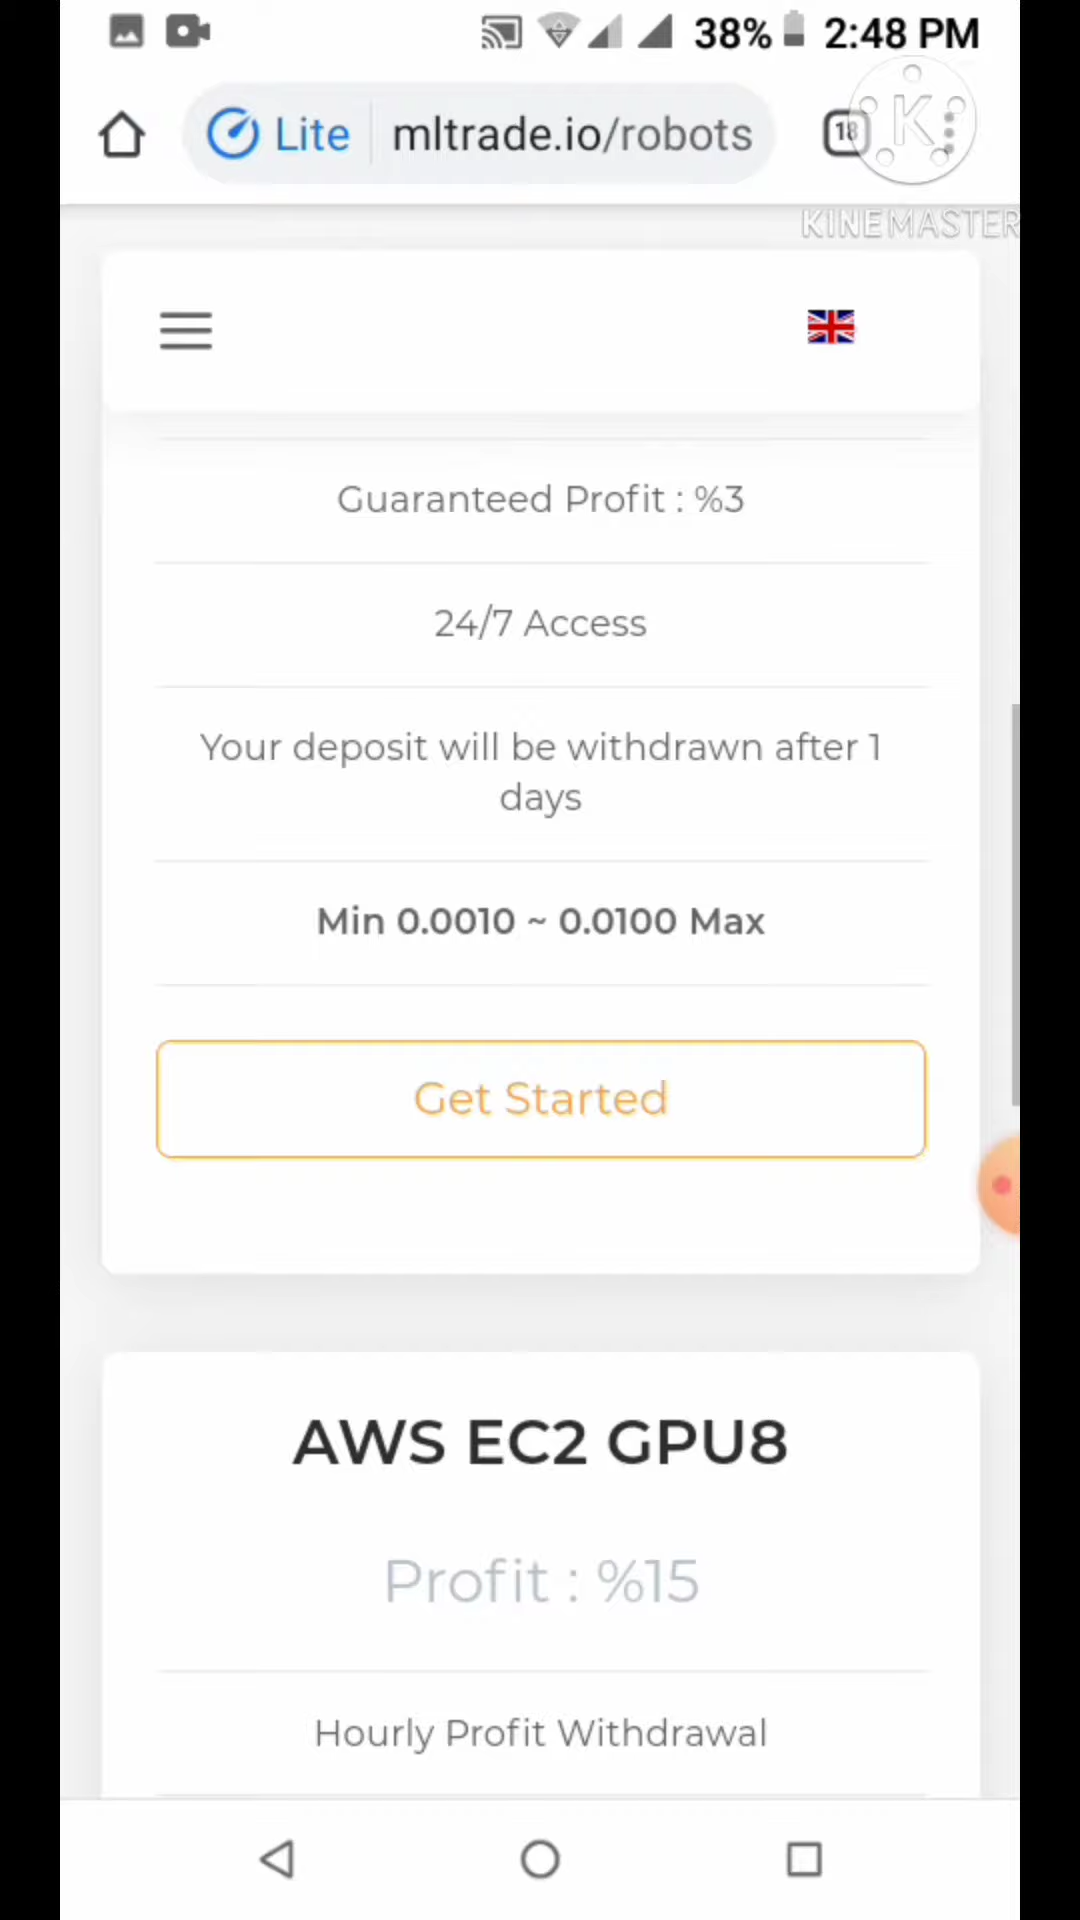 38% 2:48 PM
Lite mltrade.io/robots 18
K
KINEMASTER
Guaranteed Profit : %3
24/7 Access
Your deposit will be withdrawn after 1
days
Min 0.0010 ~ 0.0100 Max
Get Started
AWS EC2 GPU8
Profit : %15
Hourly Profit Withdrawal